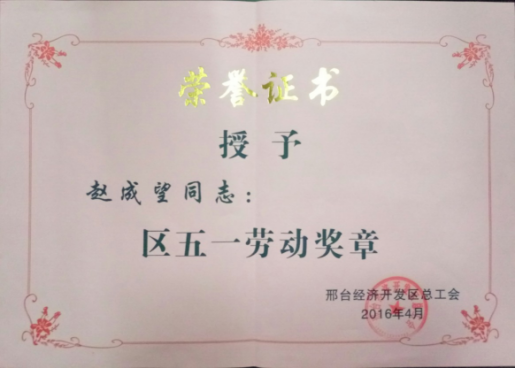 荣誉证书
授予
赵成望同志：
区五一劳动奖章
邢台经济开发区总工会
2016年4月